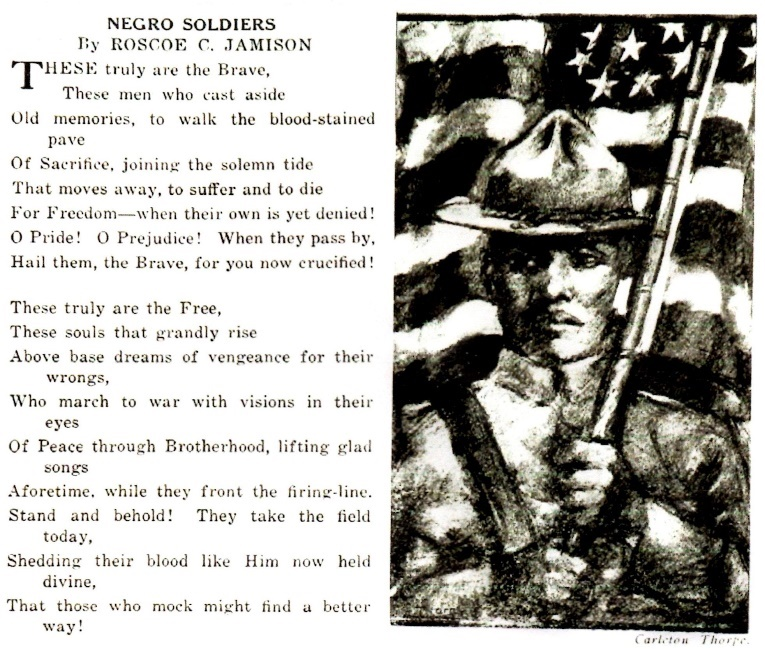 NEGRO SOLDIERS
By ROSCOE C. JAMISON
THESE truly are the Brave,
These men who cast aside
Old memories, to walk the blood-stained
pave
Of Sacrifice, joining the solemn tide
That moves away, to suffer and to die
For Freedom—when their own is yet denied!
O Pride! O Prejudice! When they pass by,
Hail them, the Brave, for you now crucified!
These truly are the Free,
These souls that grandly rise
Above base dreams of vengeance for their
wrongs,
Who march to war with visions in their
eyes
Of Peace through Brotherhood, lifting glad
songs
Aforetime, while they front the firing-line.
Stand and behold! They take the field
today,
Shedding their blood like Him now held
divine,
That those who mock might find a better
way!
Carleton Thorpe.